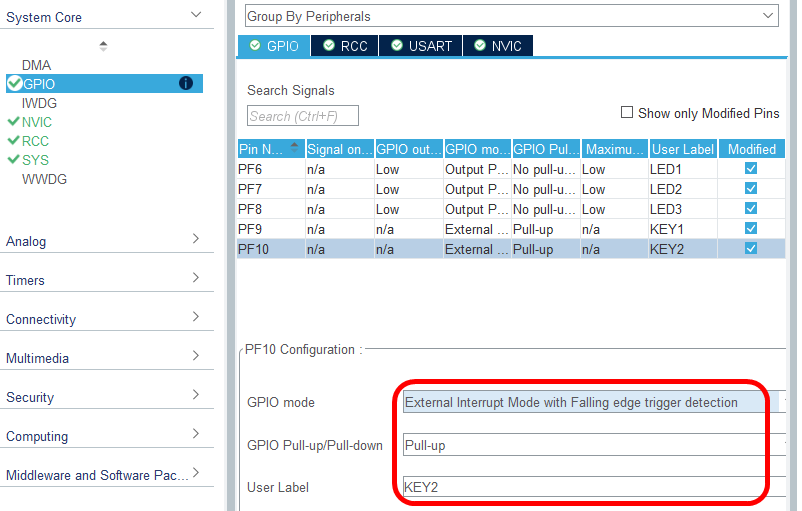 System Core
DMA
GPIO
IWDG
NVIC
RCC
SYS
WWDG
Analog
Timers
Connectivity
Multimedia
Security
Computing
Middleware and Software Pac...
Group By Peripherals
GPIO RCC USART NVIC
Search Signals
Search (Ctrl+F)
Show only Modified Pins
Pin N... Signal on... GPIO out... GPIO mo... GPIO Pul... Maximu... User Label Modified
PF6 n/a Low Output P... No pull-u... Low LED1
PF7 n/a Low Output P... No pull-u... Low LED2
PF8 n/a Low Output P... No pull-u... Low LED3
PF9 n/a n/a External ... Pull-up n/a KEY1
PF10 n/a n/a External ... Pull-up n/a KEY2
PF10 Configuration :
GPIO mode External Interrupt Mode with Falling edge trigger detection
GPIO Pull-up/Pull-down Pull-up
User Label KEY2